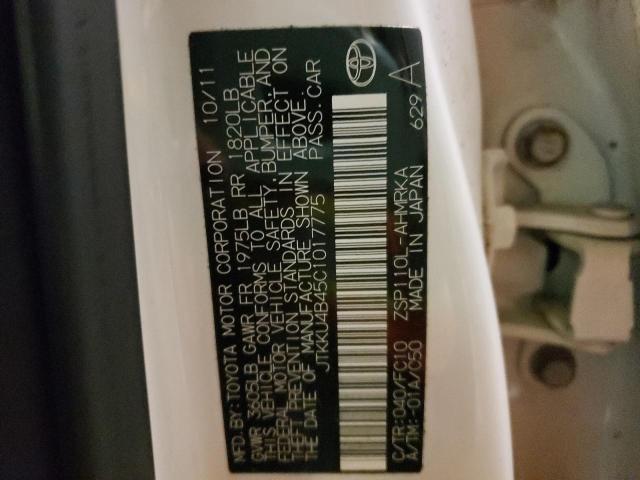 MFD. BY: TOYOTA MOTOR CORPORATION 10/11
GVWR 3605LB GAWR FR 1975LB RR 1820LB
THIS VEHICLE CONFORMS TO ALL APPLICABLE
FEDERAL MOTOR VEHICLE SAFETY, BUMPER, AND
THEFT PREVENTION STANDARDS IN EFFECT ON
THE DATE OF MANUFACTURE SHOWN ABOVE.
JTKKU4B45C1017775 PASS. CAR
C/TR: 040/FC10 ZSP110L-AHMRKA 629 A
A/TM: -01A/C50 MADE IN JAPAN